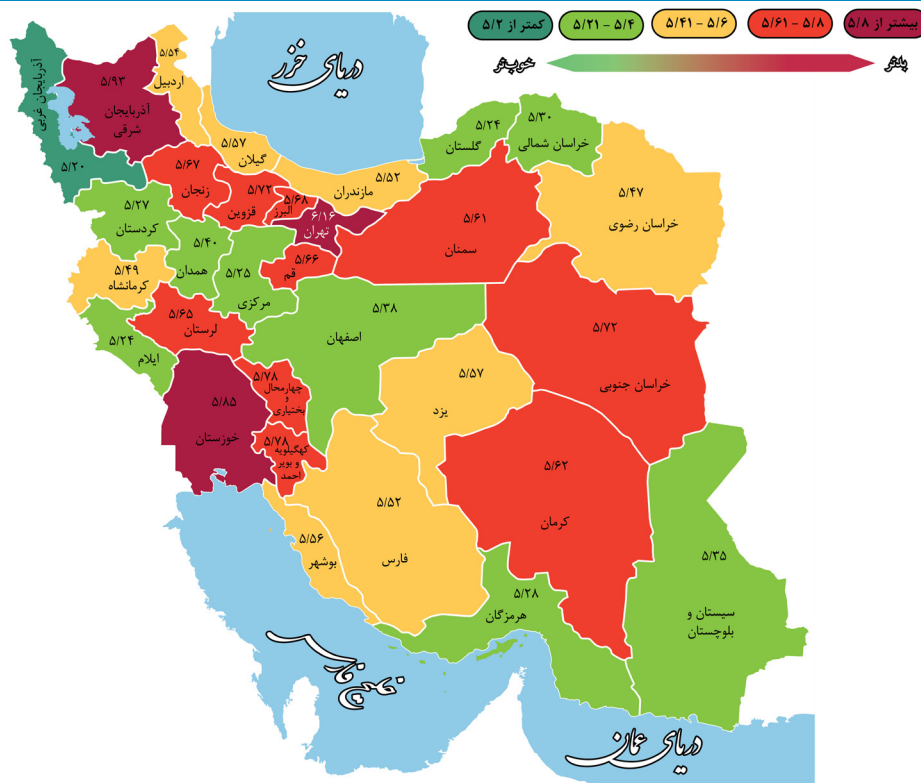 بیشتر از ۵/۸
۵/۶۱ - ۵/۸
۵/۴۱ - ۵/۶
۵/۲۱ - ۵/۴
کمتر از ۵/۲
بدتر
خوب‌تر
دریای خزر
۵/۵۴
اردبیل
۵/۹۳
آذربایجان
شرقی
آذربایجان غربی
۵/۲۰
۵/۵۷
گیلان
۵/۵۲
مازندران
۵/۲۴
گلستان
۵/۳۰
خراسان شمالی
۵/۴۷
خراسان رضوی
۵/۶۷
زنجان
۵/۷۲
قزوین
۵/۶۸
البرز
۶/۱۶
تهران
۵/۶۱
سمنان
۵/۲۷
کردستان
۵/۴۰
همدان
۵/۲۵
مرکزی
۵/۶۶
قم
۵/۴۹
کرمانشاه
۵/۶۵
لرستان
۵/۲۴
ایلام
۵/۳۸
اصفهان
۵/۷۲
خراسان جنوبی
۵/۸۵
خوزستان
۵/۷۸
چهارمحال
و
بختیاری
۵/۷۸
کهگیلویه
و بویر
احمد
۵/۵۷
یزد
۵/۶۲
کرمان
۵/۵۲
فارس
۵/۵۶
بوشهر
۵/۲۸
هرمزگان
۵/۳۵
سیستان و
بلوچستان
خلیج فارس
دریای عمان